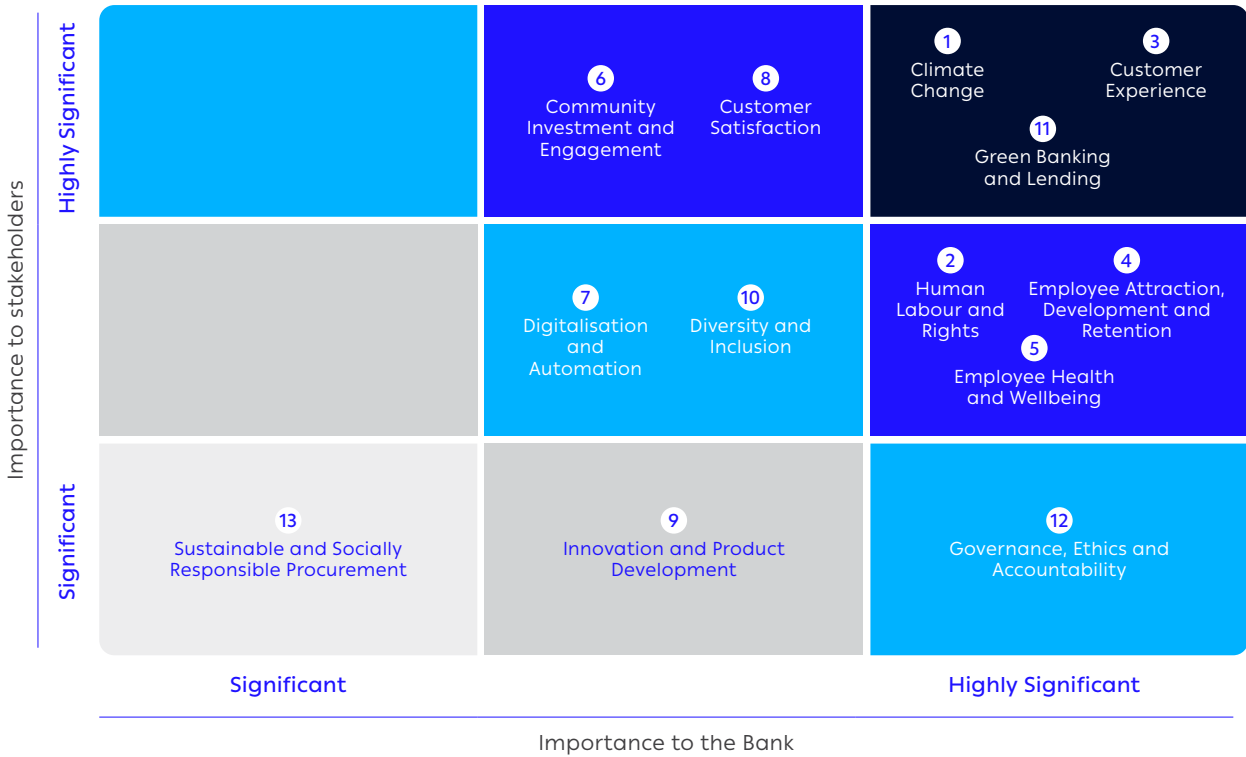 Importance to stakeholders
Highly Significant
Significant
6
Community
Investment and
Engagement
8
Customer
Satisfaction
1
Climate
Change
3
Customer
Experience
11
Green Banking
and Lending
7
Digitalisation
and
Automation
10
Diversity and
Inclusion
2
Human
Labour and
Rights
4
Employee Attraction,
Development and
Retention
5
Employee Health
and Wellbeing
13
Sustainable and Socially
Responsible Procurement
9
Innovation and Product
Development
12
Governance, Ethics and
Accountability
Significant
Highly Significant
Importance to the Bank